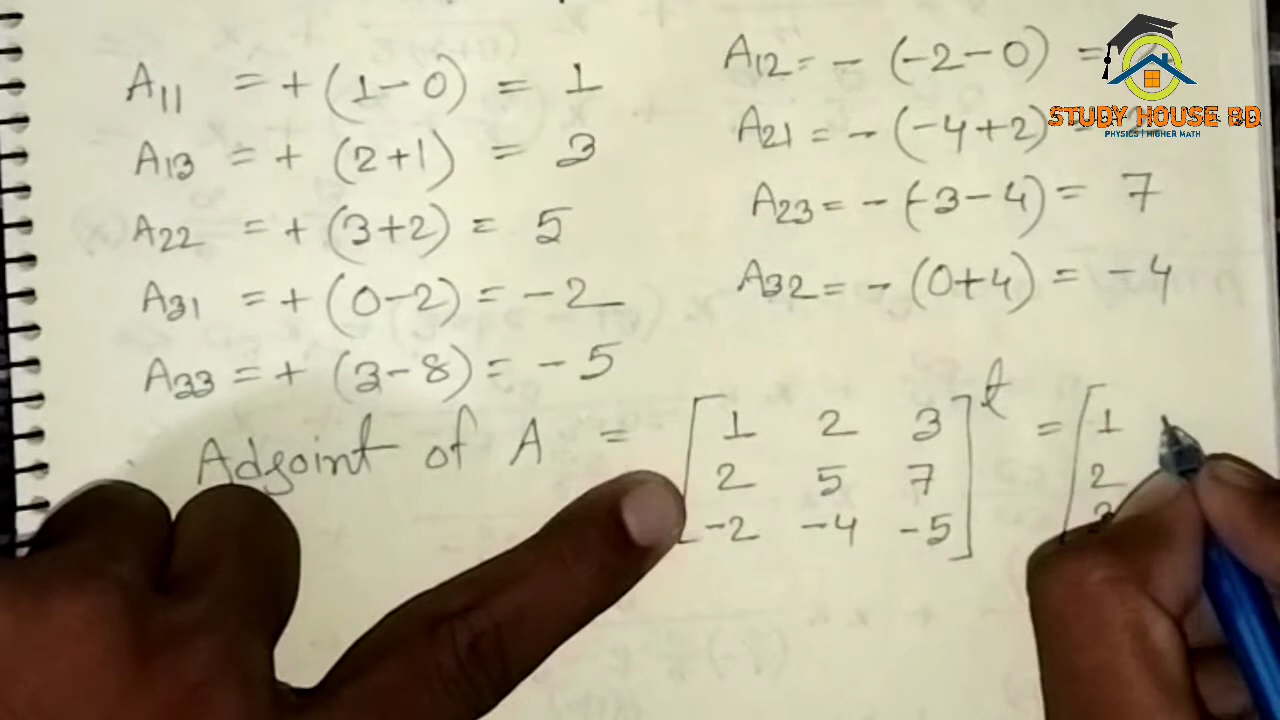 A11 = + (1-0) = 1
A12 = - (-2-0) =
STUDY HOUSE BD
PHYSICS | HIGHER MATH
A13 = + (2+1) = 3
A21 = - (-4+2)
A22 = + (3+2) = 5
A23 = - (-3-4) = 7
A31 = + (0-2) = -2
A32 = - (0+4) = -4
A33 = + (3-8) = -5
Adjoint of A = [ 1 2 3 ]t = [ 1
2 5 7 2
-2 -4 -5